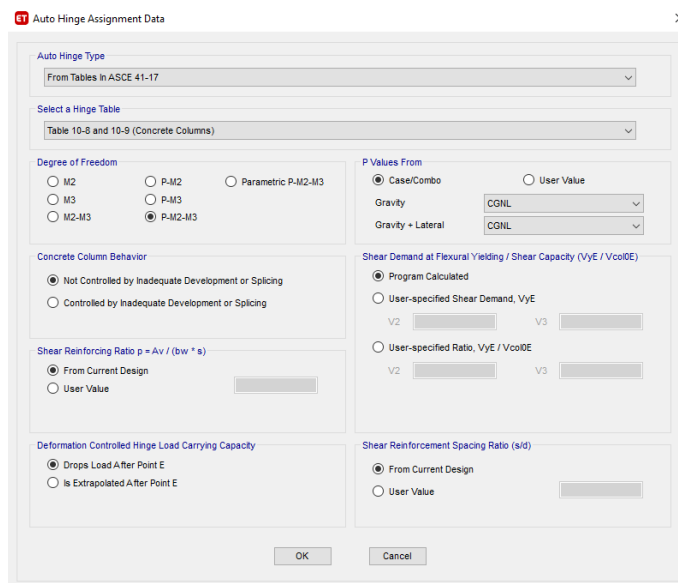 ET Auto Hinge Assignment Data
Auto Hinge Type
From Tables In ASCE 41-17
Select a Hinge Table
Table 10-8 and 10-9 (Concrete Columns)
Degree of Freedom
M2 P-M2 Parametric P-M2-M3
M3 P-M3
M2-M3 P-M2-M3
P Values From
Case/Combo User Value
Gravity CGNL
Gravity + Lateral CGNL
Concrete Column Behavior
Not Controlled by Inadequate Development or Splicing
Controlled by Inadequate Development or Splicing
Shear Demand at Flexural Yielding / Shear Capacity (VyE / Vcol0E)
Program Calculated
User-specified Shear Demand, VyE
V2 V3
User-specified Ratio, VyE / Vcol0E
V2 V3
Shear Reinforcing Ratio p = Av / (bw * s)
From Current Design
User Value
Deformation Controlled Hinge Load Carrying Capacity
Drops Load After Point E
Is Extrapolated After Point E
Shear Reinforcement Spacing Ratio (s/d)
From Current Design
User Value
OK Cancel